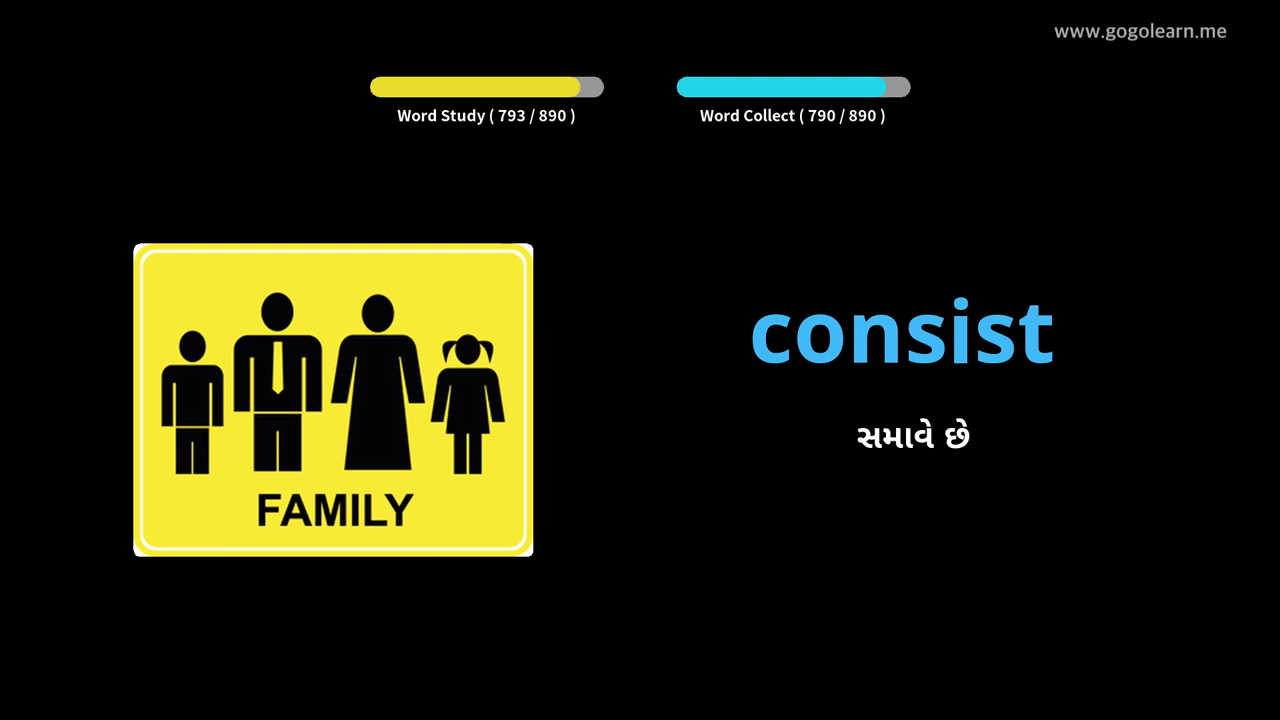 www.gogolearn.me
Word Study ( 793 / 890 )
Word Collect ( 790 / 890 )
consist
સમાવે છે
FAMILY